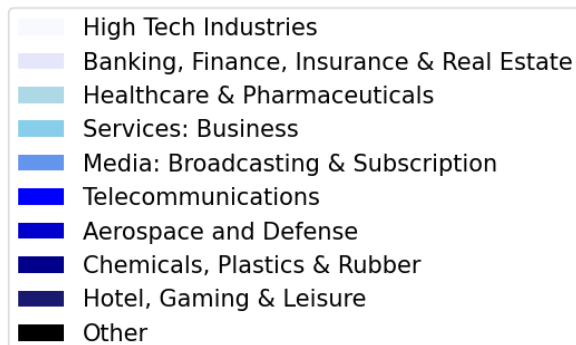 High Tech Industries
Banking, Finance, Insurance & Real Estate
Healthcare & Pharmaceuticals
Services: Business
Media: Broadcasting & Subscription
Telecommunications
Aerospace and Defense
Chemicals, Plastics & Rubber
Hotel, Gaming & Leisure
Other